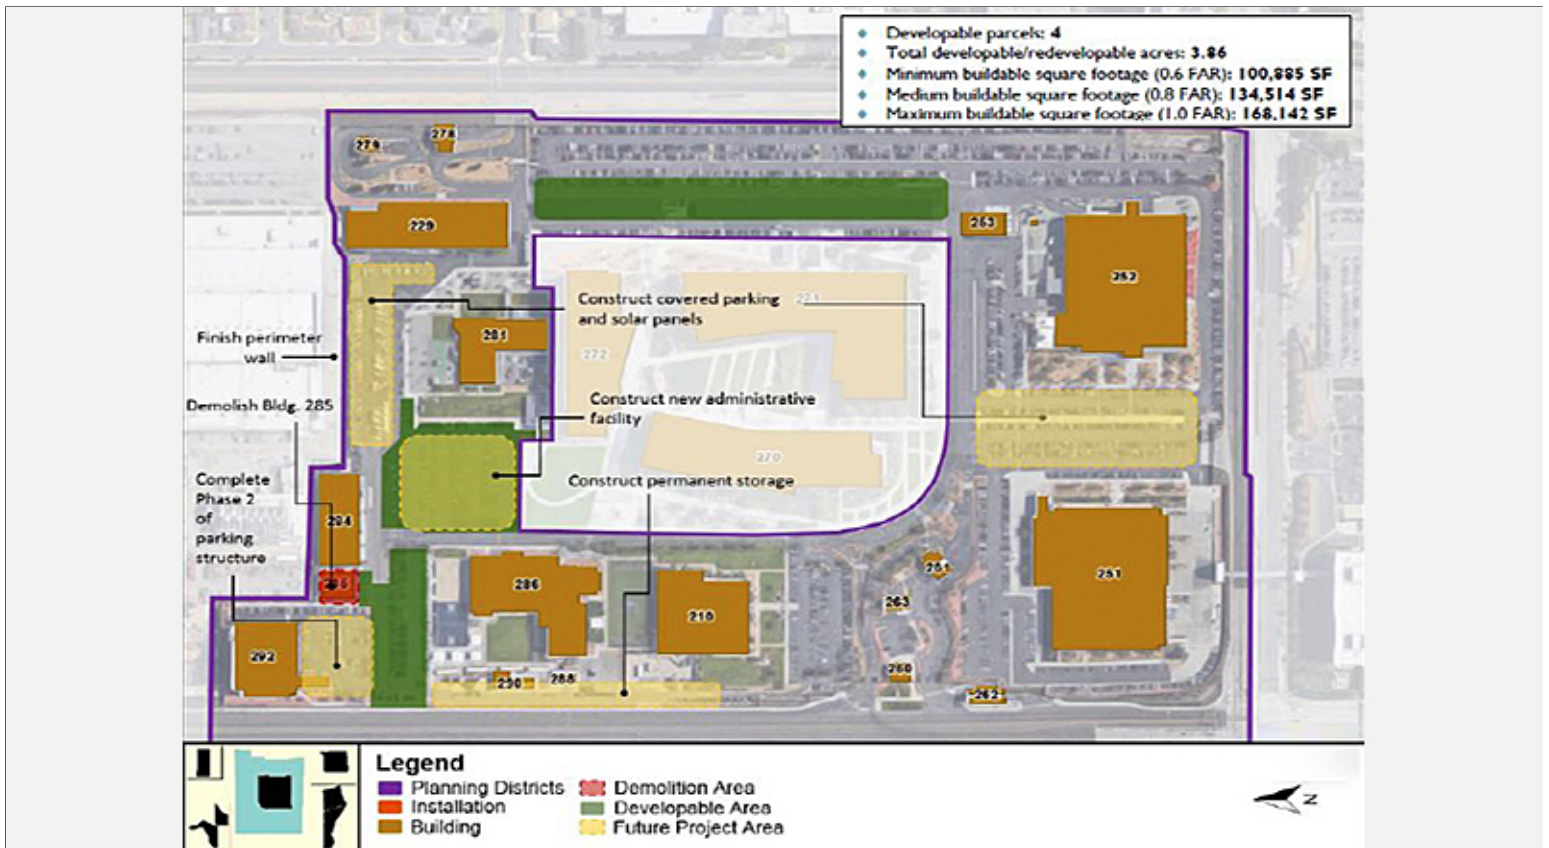 Developable parcels: 4
Total developable/redevelopable acres: 3.86
Minimum buildable square footage (0.6 FAR): 100,885 SF
Medium buildable square footage (0.8 FAR): 134,514 SF
Maximum buildable square footage (1.0 FAR): 168,142 SF
279
278
229
253
252
Construct covered parking
and solar panels
271
281
272
Finish perimeter
wall
Demolish Bldg. 285
Construct new administrative
facility
270
Construct permanent storage
Complete
Phase 2
of
parking
structure
284
286
251
261
263
210
292
290
288
260
262
Legend
Planning Districts
Installation
Building
Demolition Area
Developable Area
Future Project Area
N